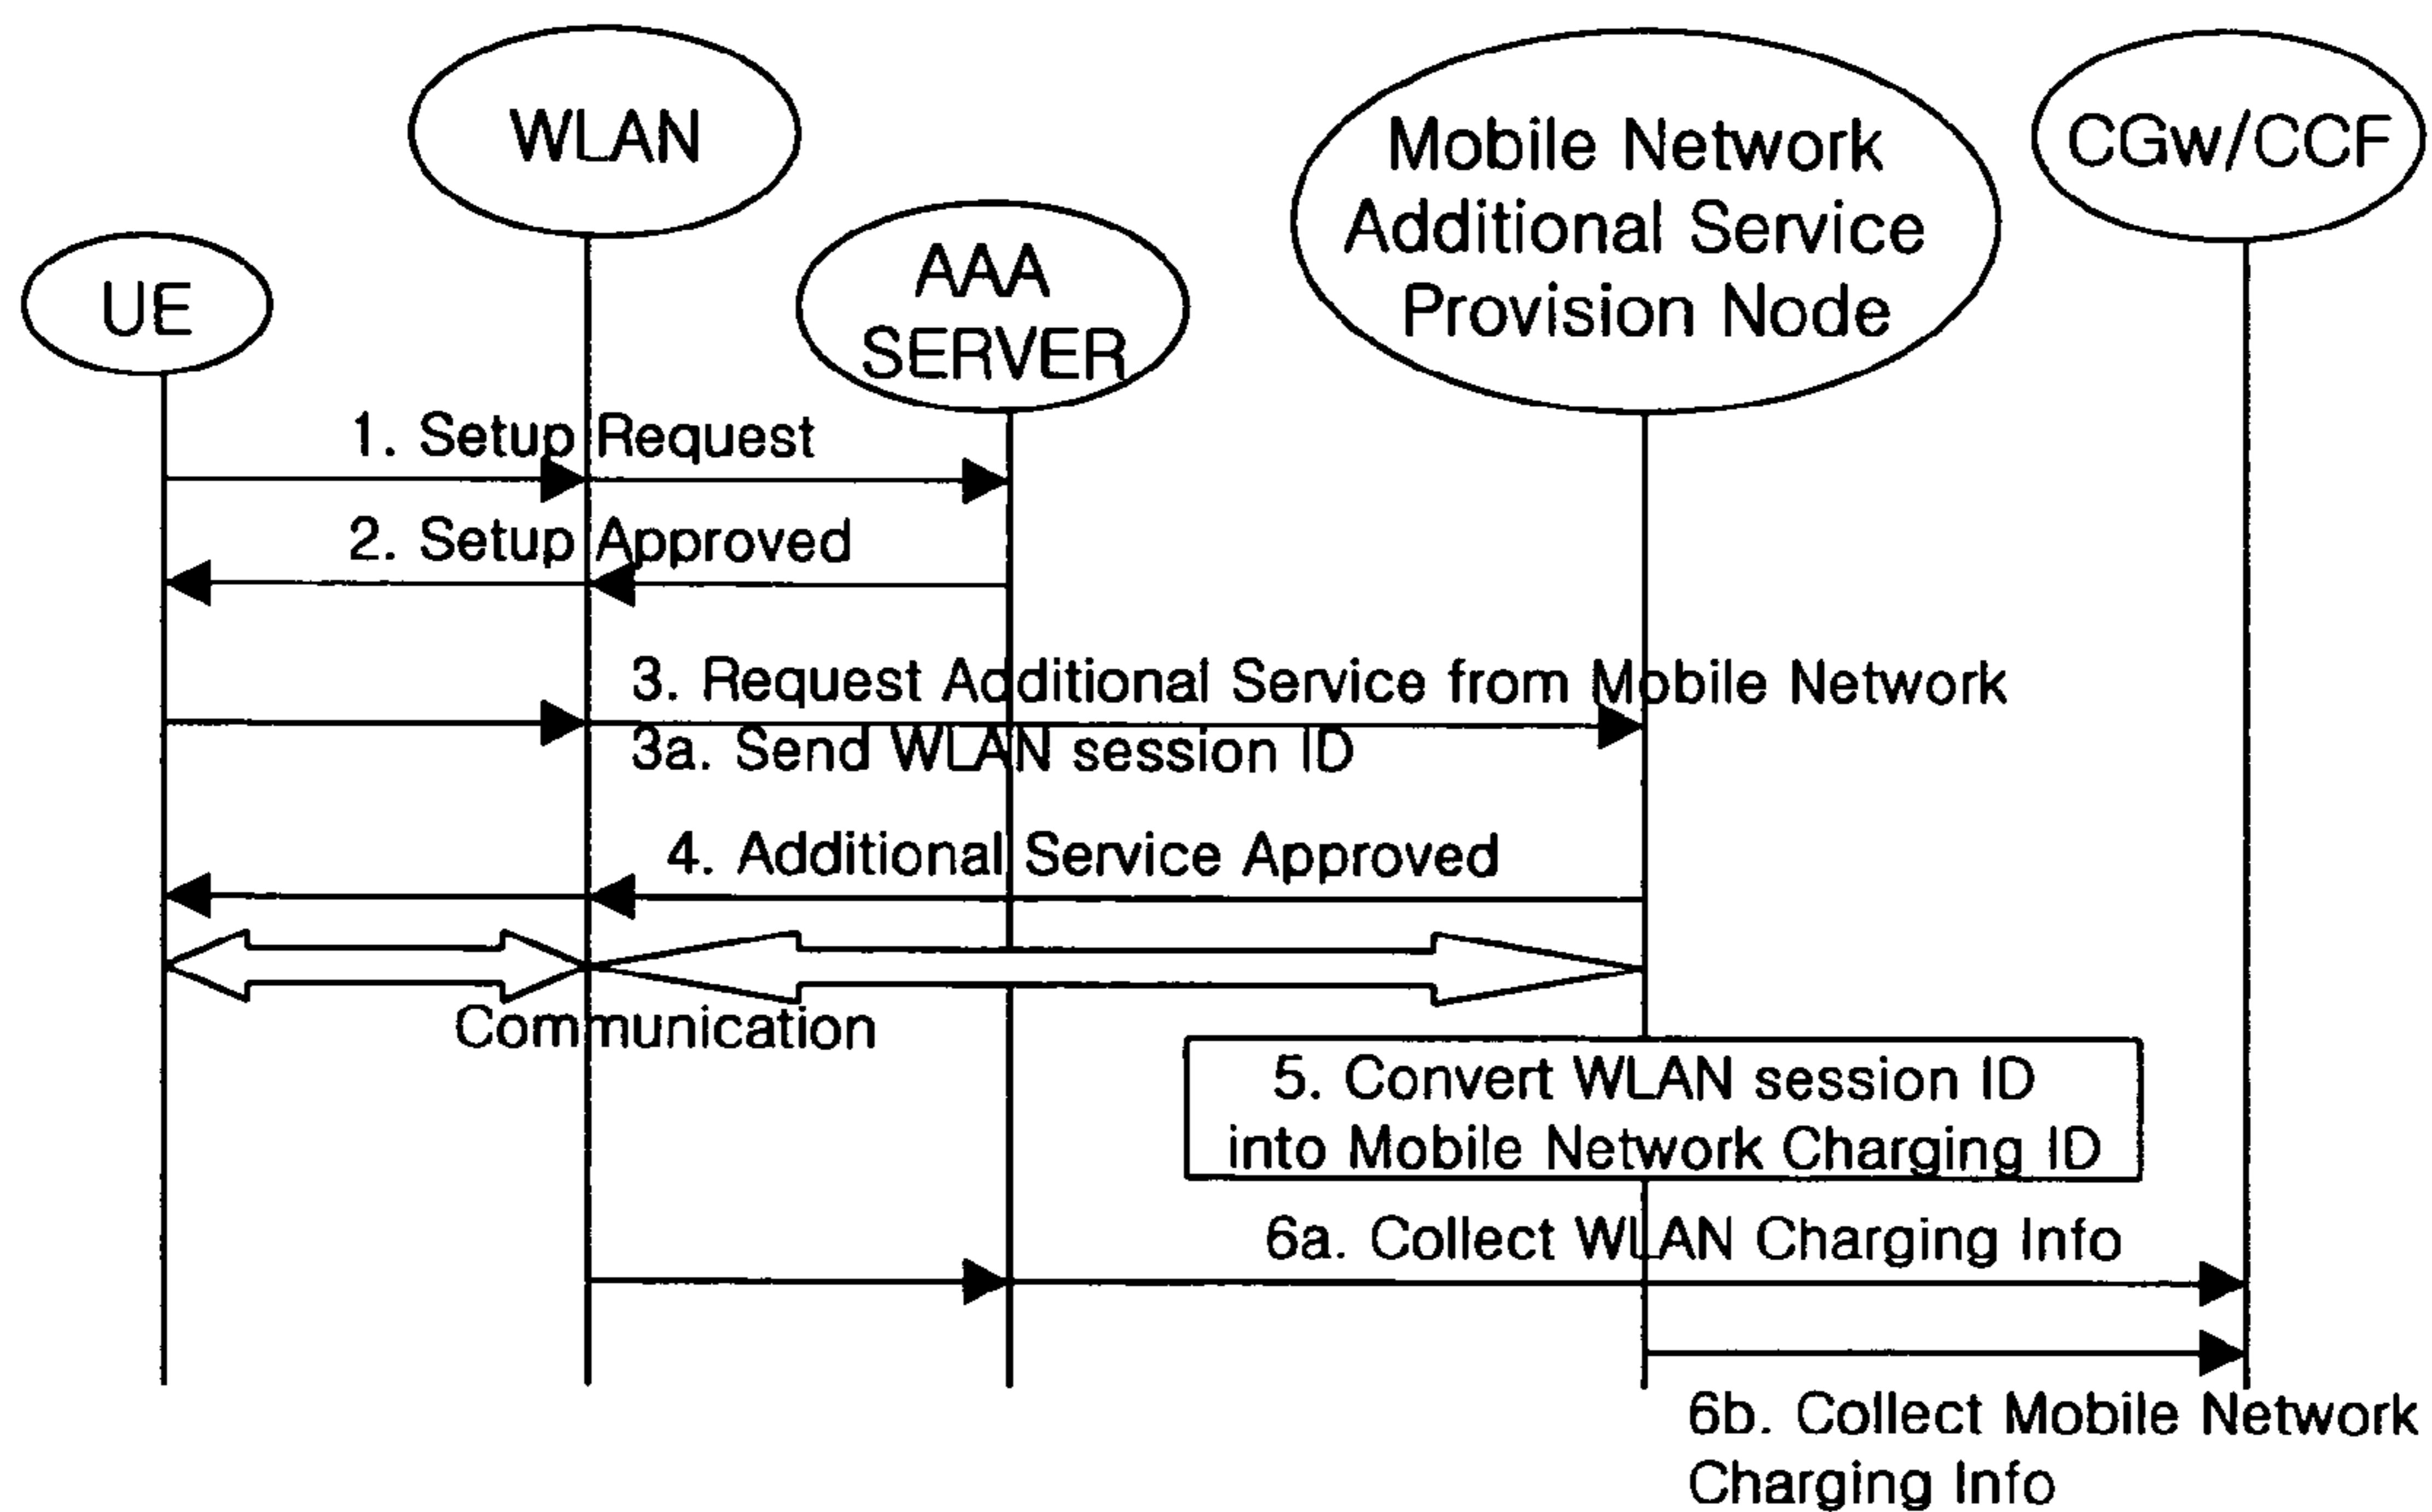 WLAN
Mobile Network
Additional Service
Provision Node
CGw/CCF
UE
AAA
SERVER
1. Setup Request
2. Setup Approved
3. Request Additional Service from Mobile Network
3a. Send WLAN session ID
4. Additional Service Approved
Communication
5. Convert WLAN session ID
into Mobile Network Charging ID
6a. Collect WLAN Charging Info
6b. Collect Mobile Network
Charging Info